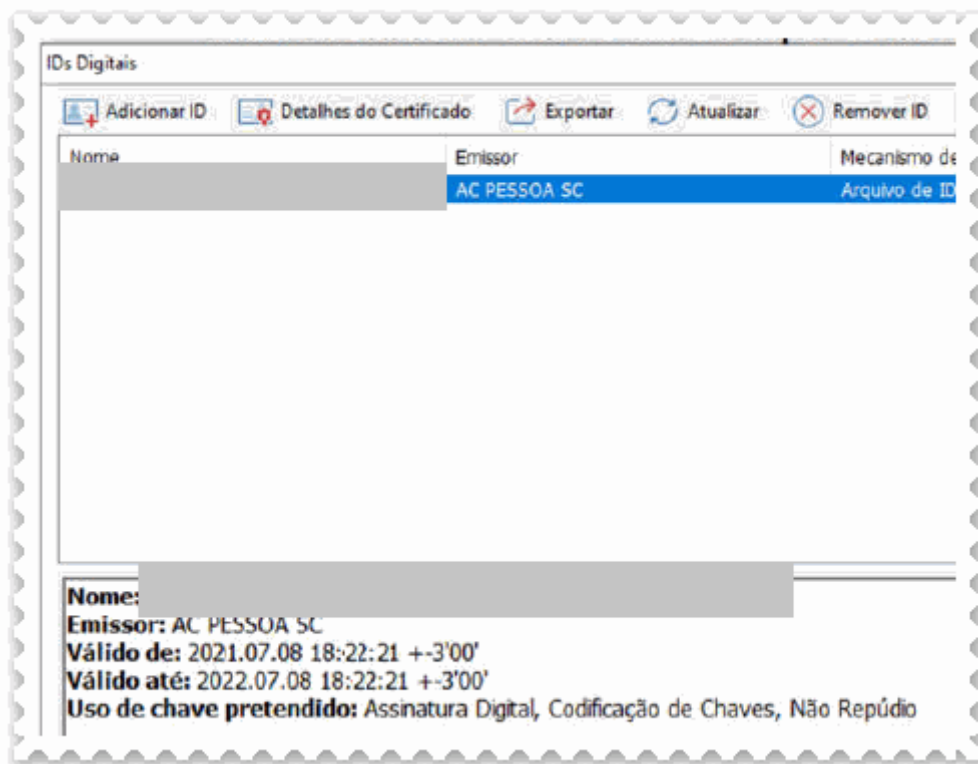 IDs Digitais
Adicionar ID Detalhes do Certificado Exportar Atualizar Remover ID
Nome Emissor Mecanismo de
AC PESSOA SC Arquivo de ID
Nome:
Emissor: AC PESSOA SC
Válido de: 2021.07.08 18:22:21 +-3'00'
Válido até: 2022.07.08 18:22:21 +-3'00'
Uso de chave pretendido: Assinatura Digital, Codificação de Chaves, Não Repúdio